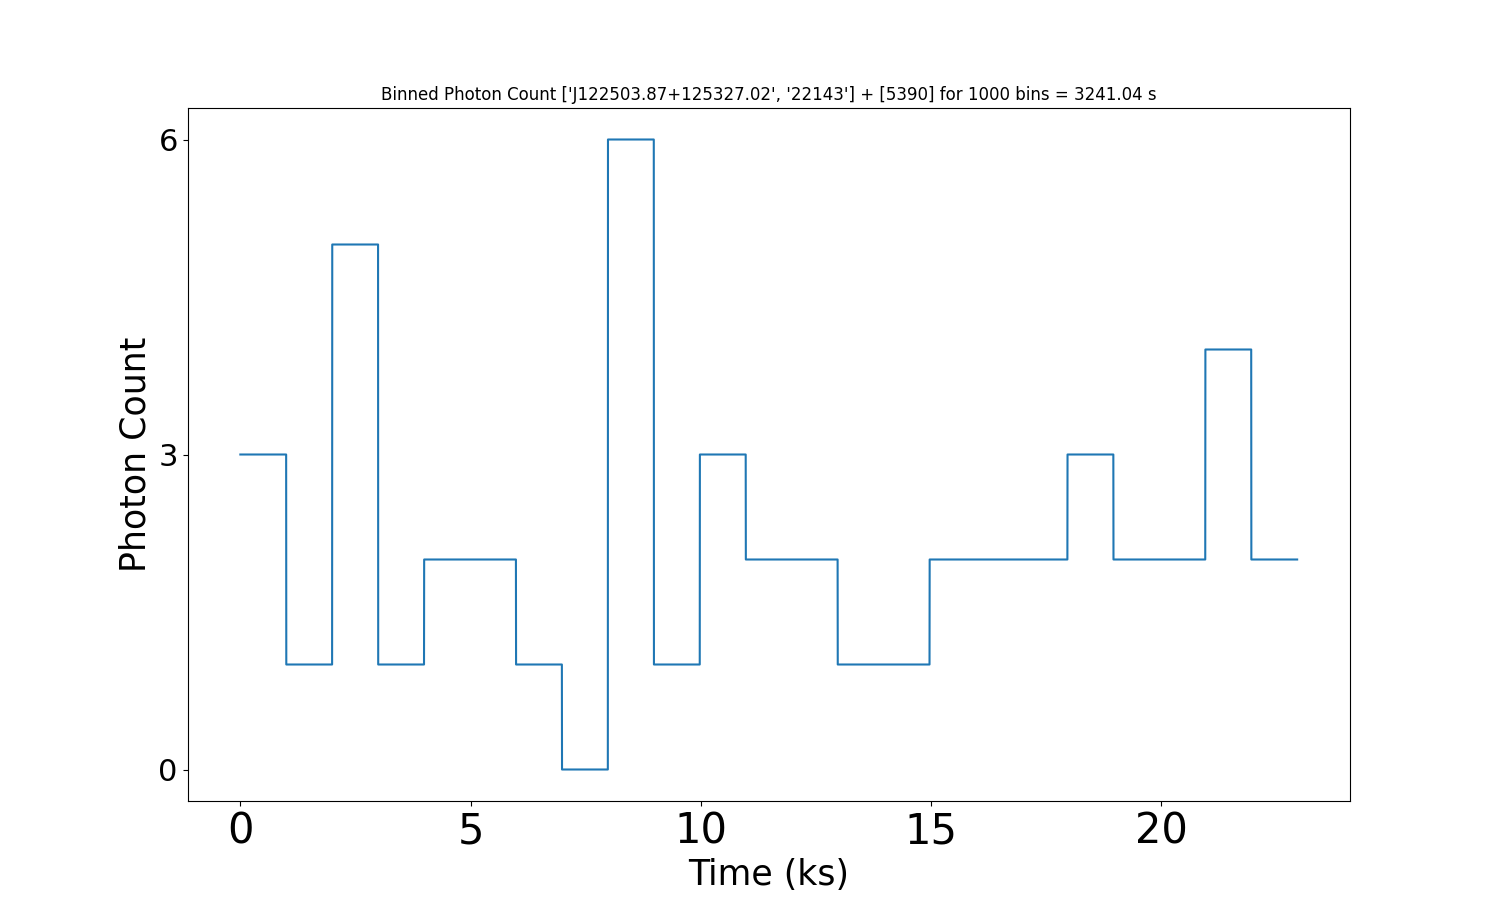 Binned Photon Count ['J122503.87+125327.02', '22143'] + [5390] for 1000 bins = 3241.04 s
6
3
0
Photon Count
0 5 10 15 20
Time (ks)